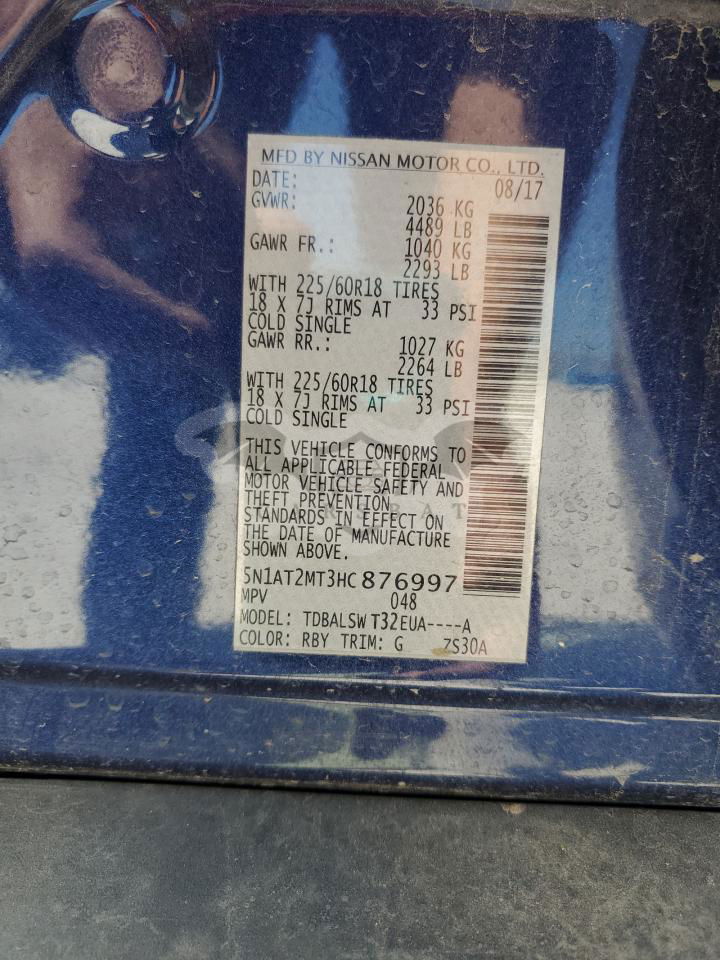 MFD BY NISSAN MOTOR CO., LTD.
DATE: 08/17
GVWR: 2036 KG
4489 LB
GAWR FR.: 1040 KG
2293 LB
WITH 225/60R18 TIRES
18 X 7J RIMS AT 33 PSI
COLD SINGLE
GAWR RR.: 1027 KG
2264 LB
WITH 225/60R18 TIRES
18 X 7J RIMS AT 33 PSI
COLD SINGLE
THIS VEHICLE CONFORMS TO
ALL APPLICABLE FEDERAL
MOTOR VEHICLE SAFETY AND
THEFT PREVENTION
STANDARDS IN EFFECT ON
THE DATE OF MANUFACTURE
SHOWN ABOVE.
5N1AT2MT3HC876997
MPV 048
MODEL: TDBALSW T32EUA----A
COLOR: RBY TRIM: G ZS30A